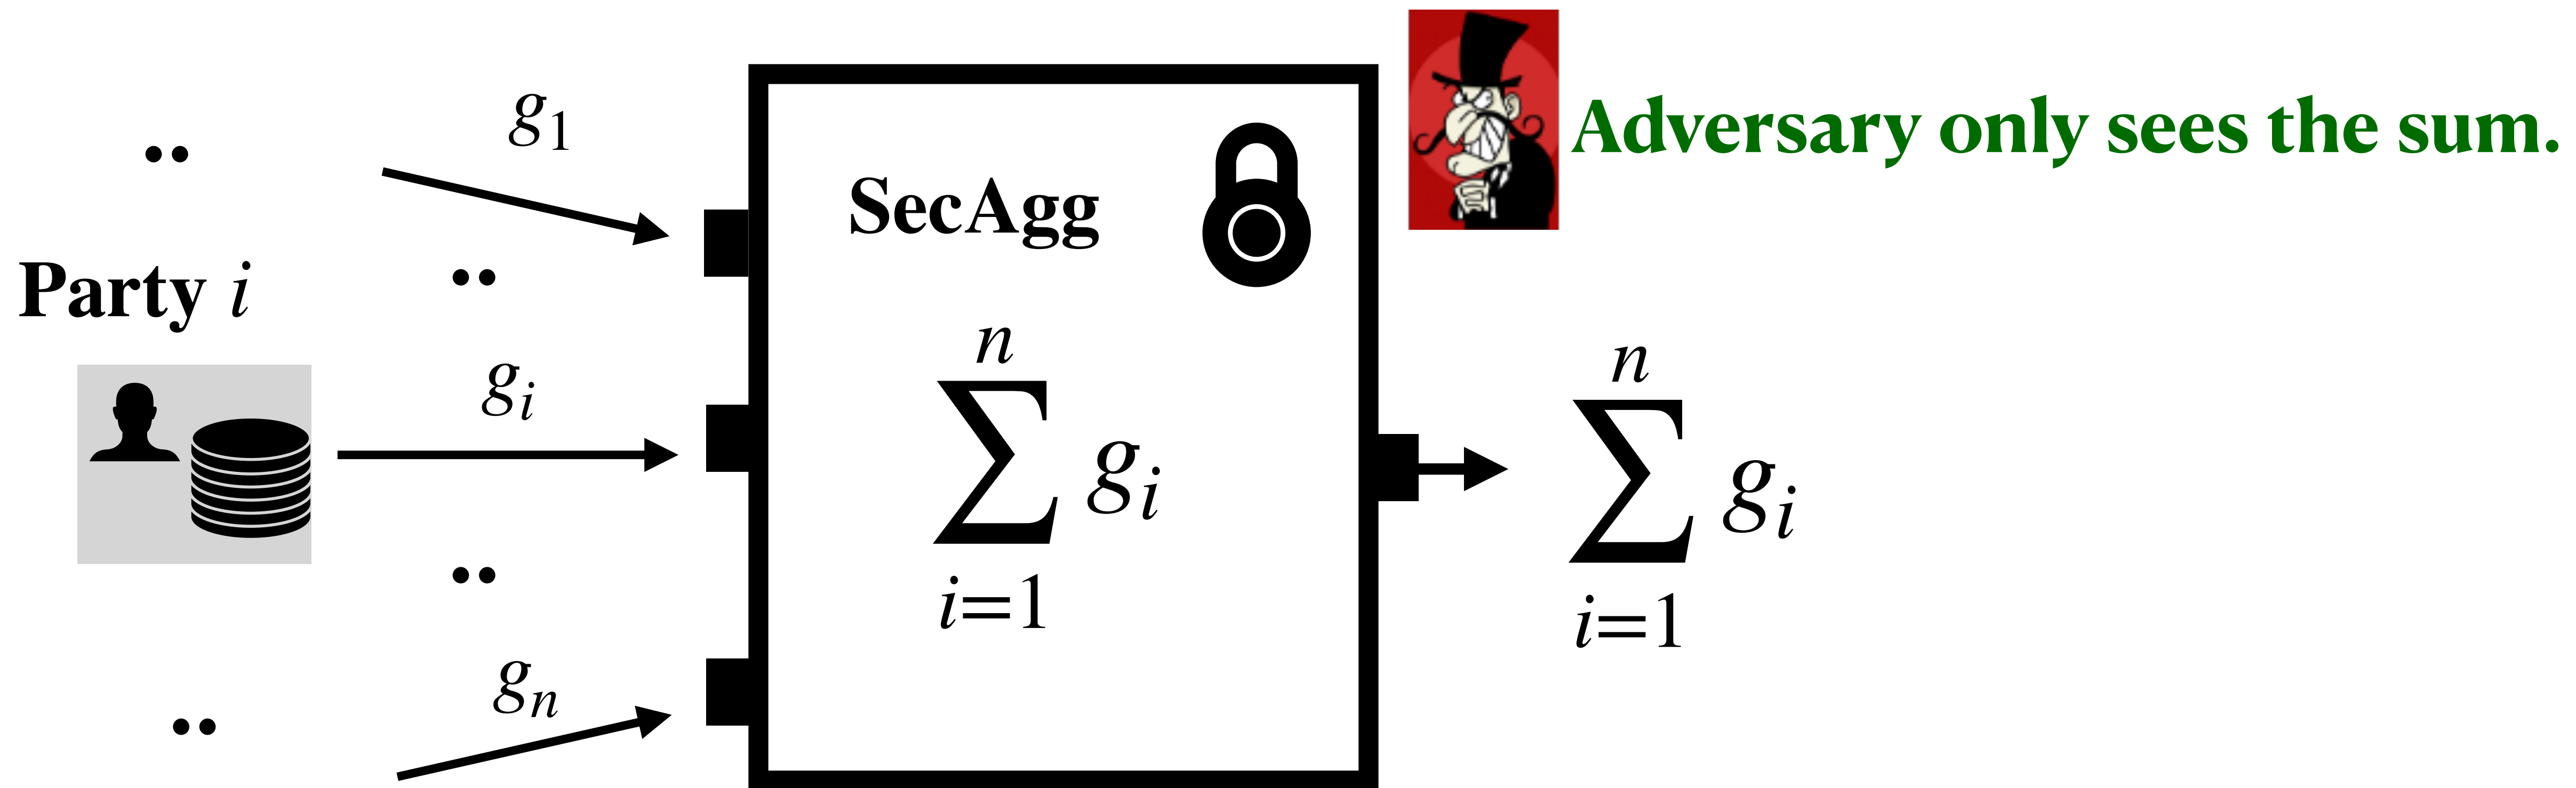 g₁
SecAgg
Adversary only sees the sum.
Party i
gᵢ
n
∑ gᵢ
i=1
n
∑ gᵢ
i=1
gₙ